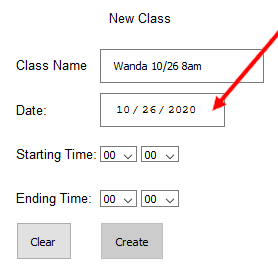 New Class
Class Name Wanda 10/26 8am
Date: 10 / 26 / 2020
Starting Time: 00 00
Ending Time: 00 00
Clear Create